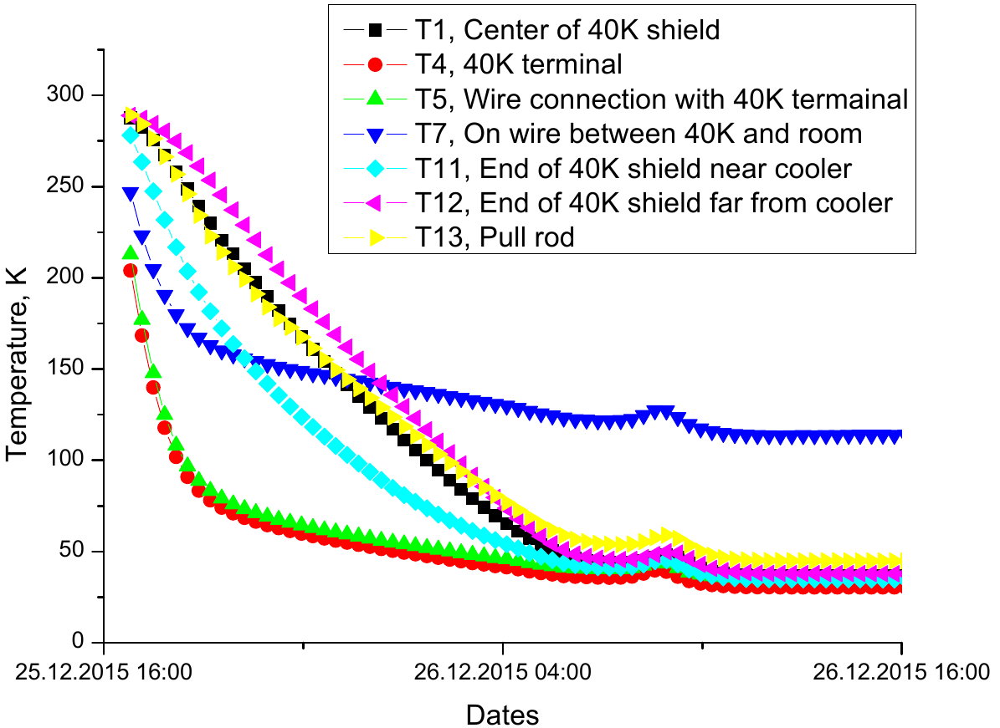 T1, Center of 40K shield
T4, 40K terminal
T5, Wire connection with 40K termainal
T7, On wire between 40K and room
T11, End of 40K shield near cooler
T12, End of 40K shield far from cooler
T13, Pull rod
300
250
200
150
100
50
0
Temperature, K
25.12.2015 16:00
26.12.2015 04:00
26.12.2015 16:00
Dates